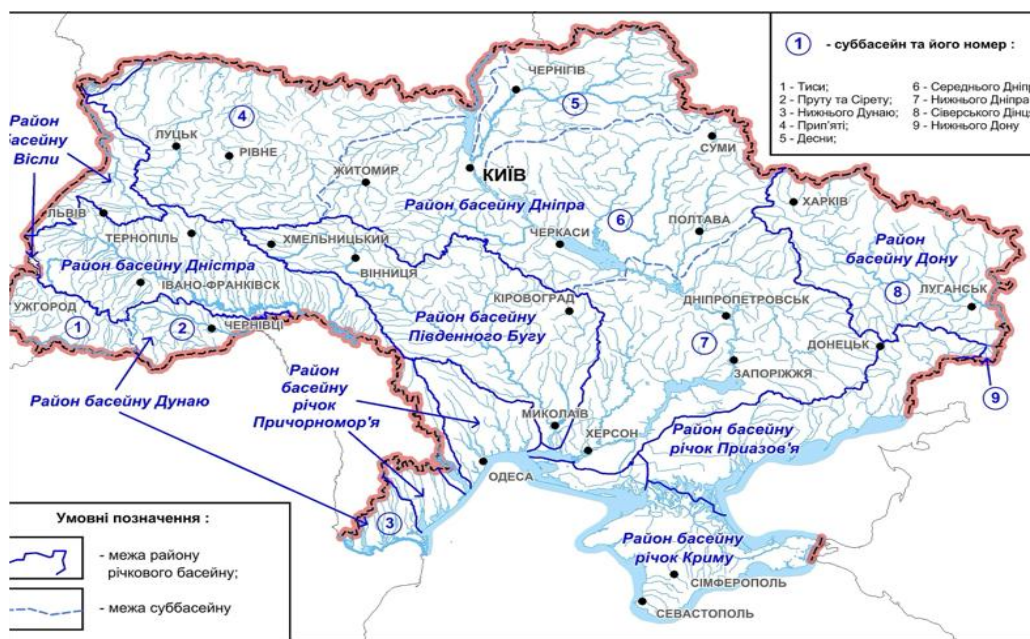 1
- суббасейн та його номер :
1 - Тиси;
2 - Пруту та Сірету;
3 - Нижнього Дунаю;
4 - Прип'яті;
5 - Десни;
6 - Середнього Дніпр
7 - Нижнього Дніпра
8 - Сіверського Дінц
9 - Нижнього Дону
ЧЕРНІГІВ
5
4
Район
басейну
Вісли
ЛУЦЬК
РІВНЕ
СУМИ
ЖИТОМИР
КИЇВ
Район басейну Дніпра
6
ХАРКІВ
ЛЬВІВ
ТЕРНОПІЛЬ
ХМЕЛЬНИЦЬКИЙ
ЧЕРКАСИ
ПОЛТАВА
Район
басейну Дону
Район басейну Дністра
ВІННИЦЯ
ІВАНО-ФРАНКІВСК
КІРОВОГРАД
ДНІПРОПЕТРОВСЬК
8
ЛУГАНСЬК
УЖГОРОД
1
2
ЧЕРНІВЦІ
Район басейну
Південного Бугу
7
ДОНЕЦЬК
ЗАПОРІЖЖЯ
Район басейну Дунаю
Район
басейну
річок
Причорномор'я
9
МИКОЛАЇВ
ХЕРСОН
Район басейну
річок Приазов'я
ОДЕСА
3
Район басейну
річок Криму
СІМФЕРОПОЛЬ
СЕВАСТОПОЛЬ
Умовні позначення :
- межа району
річкового басейну;
- межа суббасейну